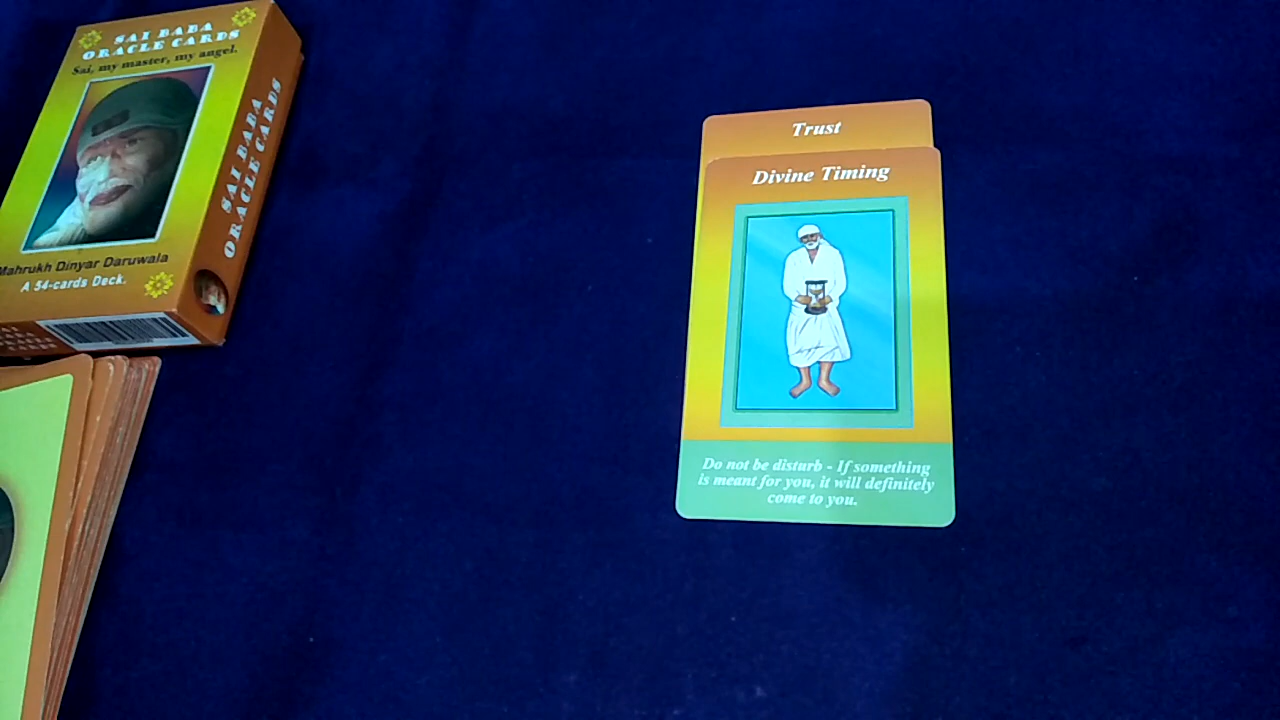 SAI BABA
ORACLE CARDS
Sai, my master, my angel.
Mahrukh Dinyar Daruwala
A 54-cards Deck.
SAI BABA
ORACLE CARDS
Trust
Divine Timing
Do not be disturb - If something
is meant for you, it will definitely
come to you.